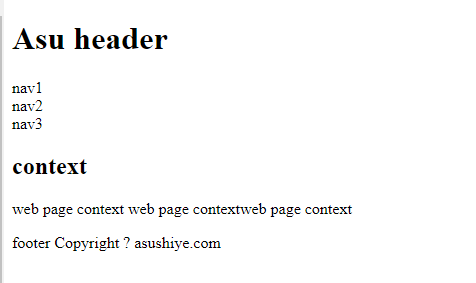 Asu header
nav1
nav2
nav3
context
web page context web page contextweb page context
footer Copyright ? asushiye.com